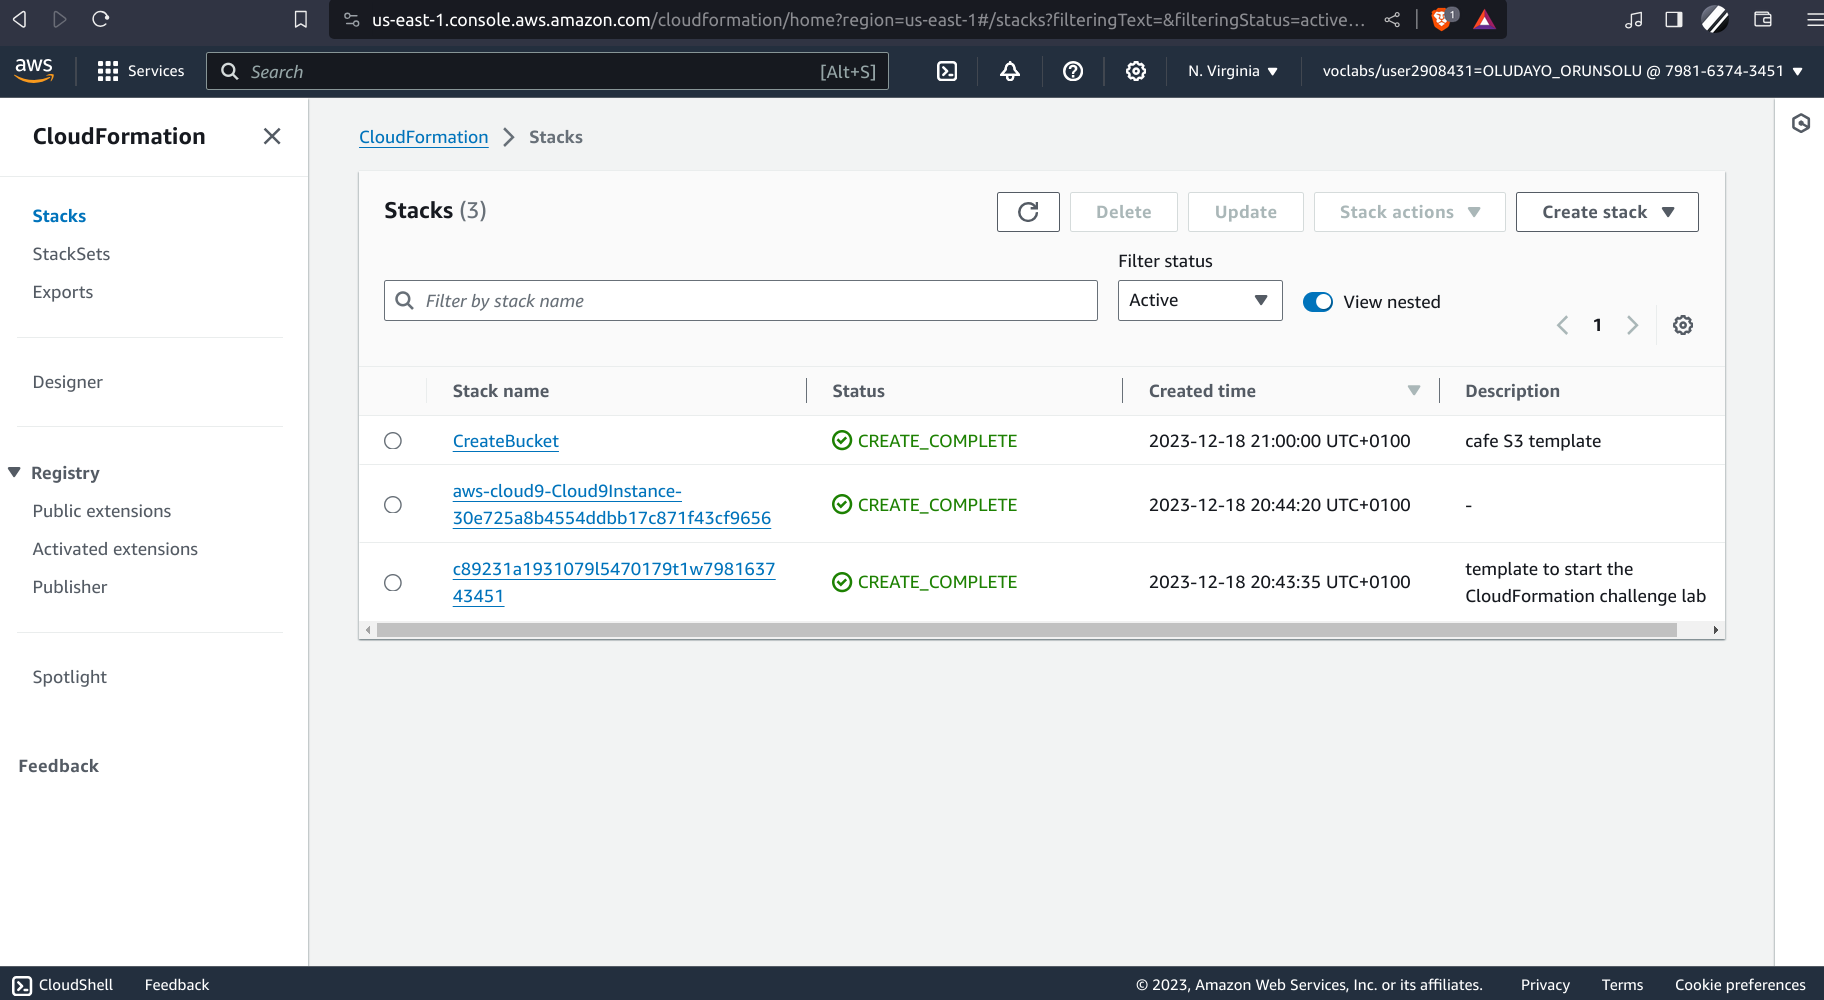 us-east-1.console.aws.amazon.com/cloudformation/home?region=us-east-1#/stacks?filteringText=&filteringStatus=active...
1
aws
Services
Search
[Alt+S]
N. Virginia
voclabs/user2908431=OLUDAYO_ORUNSOLU @ 7981-6374-3451
CloudFormation
Stacks
StackSets
Exports
Designer
Registry
Public extensions
Activated extensions
Publisher
Spotlight
Feedback
CloudFormation > Stacks
Stacks (3)
Delete
Update
Stack actions
Create stack
Filter status
Filter by stack name
Active
View nested
1
Stack name Status Created time Description
CreateBucket CREATE_COMPLETE 2023-12-18 21:00:00 UTC+0100 cafe S3 template
aws-cloud9-Cloud9Instance-
30e725a8b4554ddbb17c871f43cf9656
CREATE_COMPLETE 2023-12-18 20:44:20 UTC+0100 -
c89231a1931079l5470179t1w7981637
43451
CREATE_COMPLETE 2023-12-18 20:43:35 UTC+0100
template to start the
CloudFormation challenge lab
CloudShell
Feedback
© 2023, Amazon Web Services, Inc. or its affiliates.
Privacy
Terms
Cookie preferences